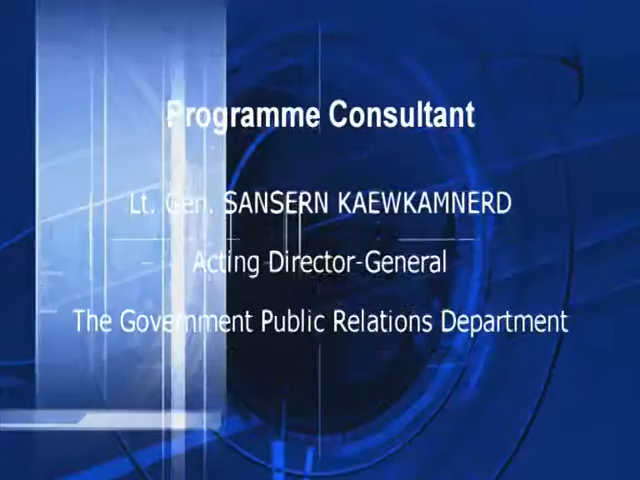 Programme Consultant
Lt. Gen. SANSERN KAEWKAMNERD
Acting Director-General
The Government Public Relations Department